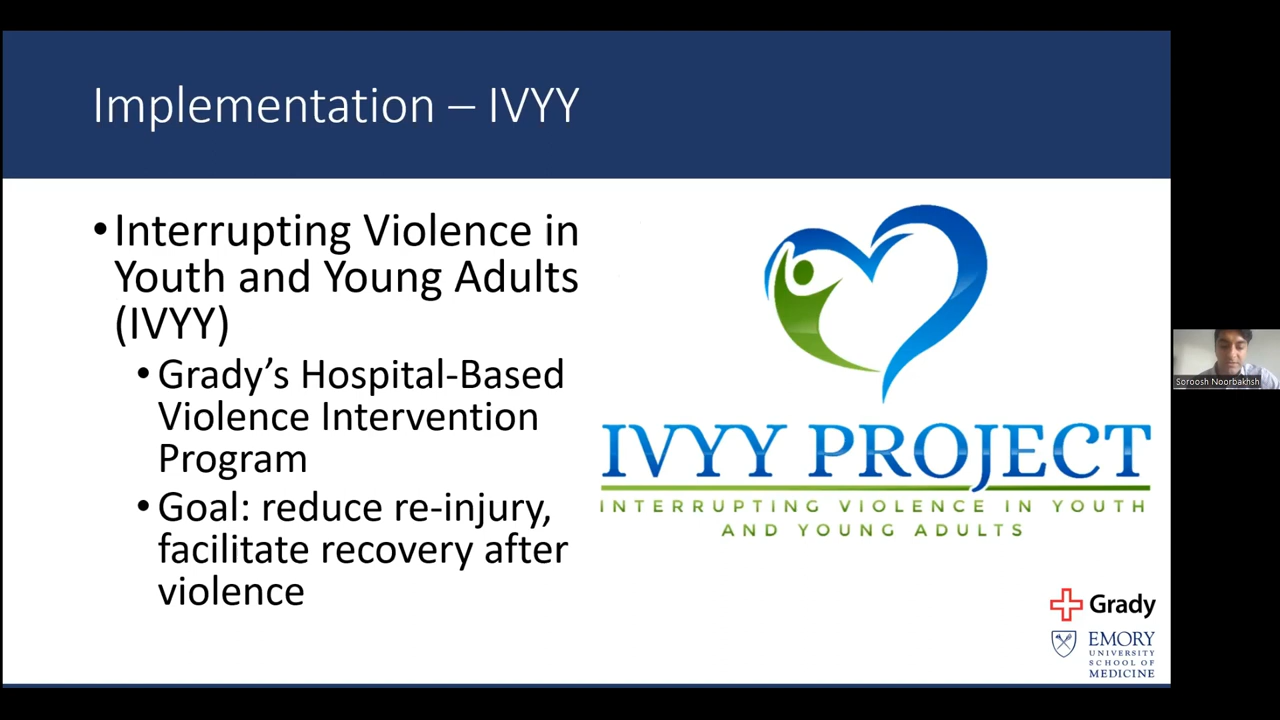 Implementation – IVYY
•Interrupting Violence in
Youth and Young Adults
(IVYY)
•Grady’s Hospital-Based
Violence Intervention
Program
•Goal: reduce re-injury,
facilitate recovery after
violence
IVYY PROJECT
INTERRUPTING VIOLENCE IN YOUTH
AND YOUNG ADULTS
Grady
EMORY
UNIVERSITY
SCHOOL OF
MEDICINE
Soroosh Noorbakhsh